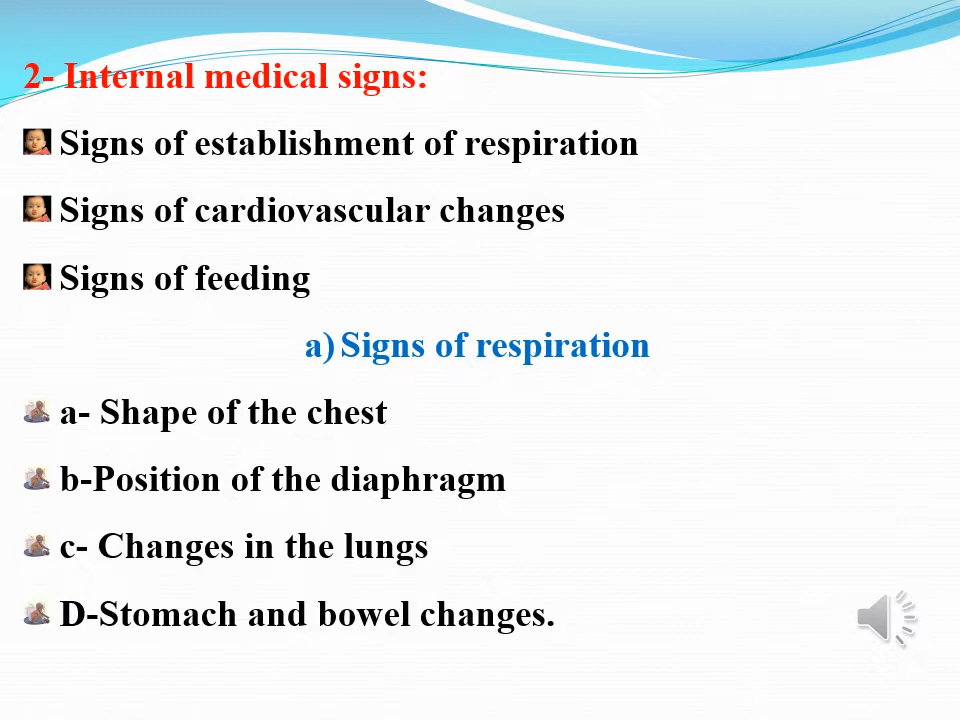 2- Internal medical signs:
Signs of establishment of respiration
Signs of cardiovascular changes
Signs of feeding
a) Signs of respiration
a- Shape of the chest
b-Position of the diaphragm
c- Changes in the lungs
D-Stomach and bowel changes.